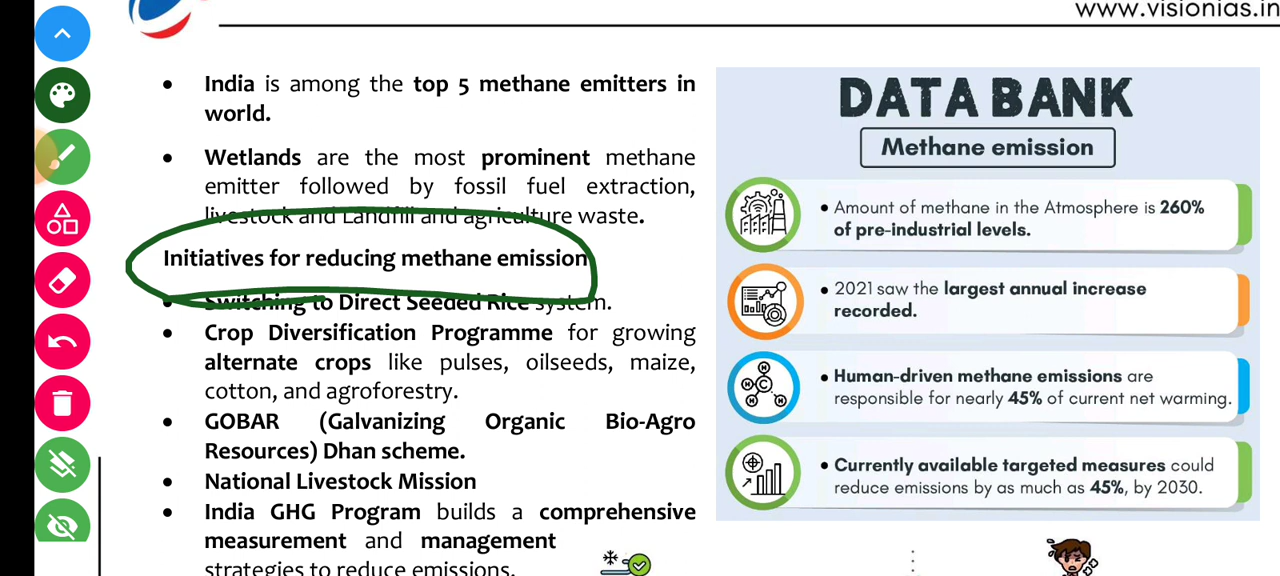 www.visionias.in
• India is among the top 5 methane emitters in
world.
• Wetlands are the most prominent methane
emitter followed by fossil fuel extraction,
livestock and Landfill and agriculture waste.
Initiatives for reducing methane emission
• Switching to Direct Seeded Rice system.
• Crop Diversification Programme for growing
alternate crops like pulses, oilseeds, maize,
cotton, and agroforestry.
• GOBAR (Galvanizing Organic Bio-Agro
Resources) Dhan scheme.
• National Livestock Mission
• India GHG Program builds a comprehensive
measurement and management
strategies to reduce emissions.
DATA BANK
Methane emission
• Amount of methane in the Atmosphere is 260%
of pre-industrial levels.
• 2021 saw the largest annual increase
recorded.
H
H C H
H
• Human-driven methane emissions are
responsible for nearly 45% of current net warming.
• Currently available targeted measures could
reduce emissions by as much as 45%, by 2030.